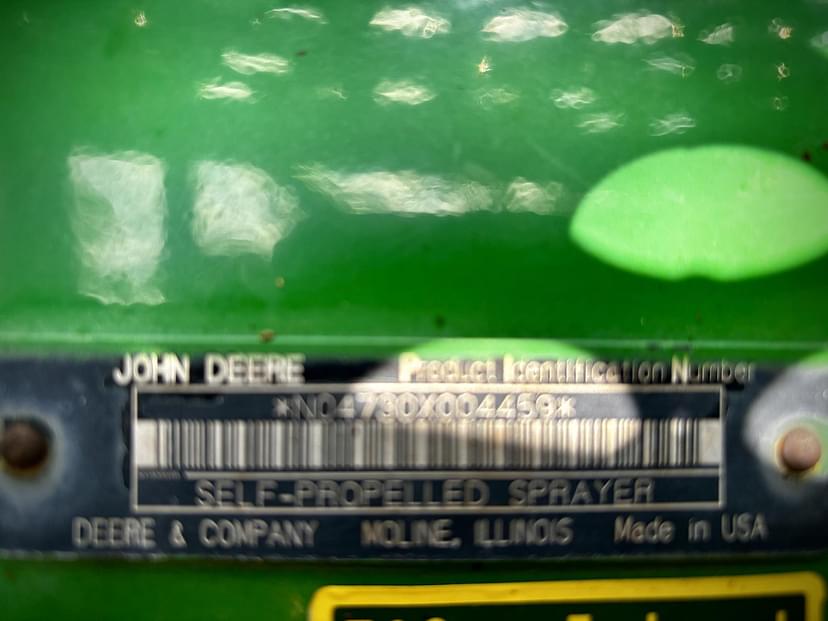 JOHN DEERE Product Identification Number
*N04730X004459*
SELF-PROPELLED SPRAYER
DEERE & COMPANY MOLINE, ILLINOIS Made in USA